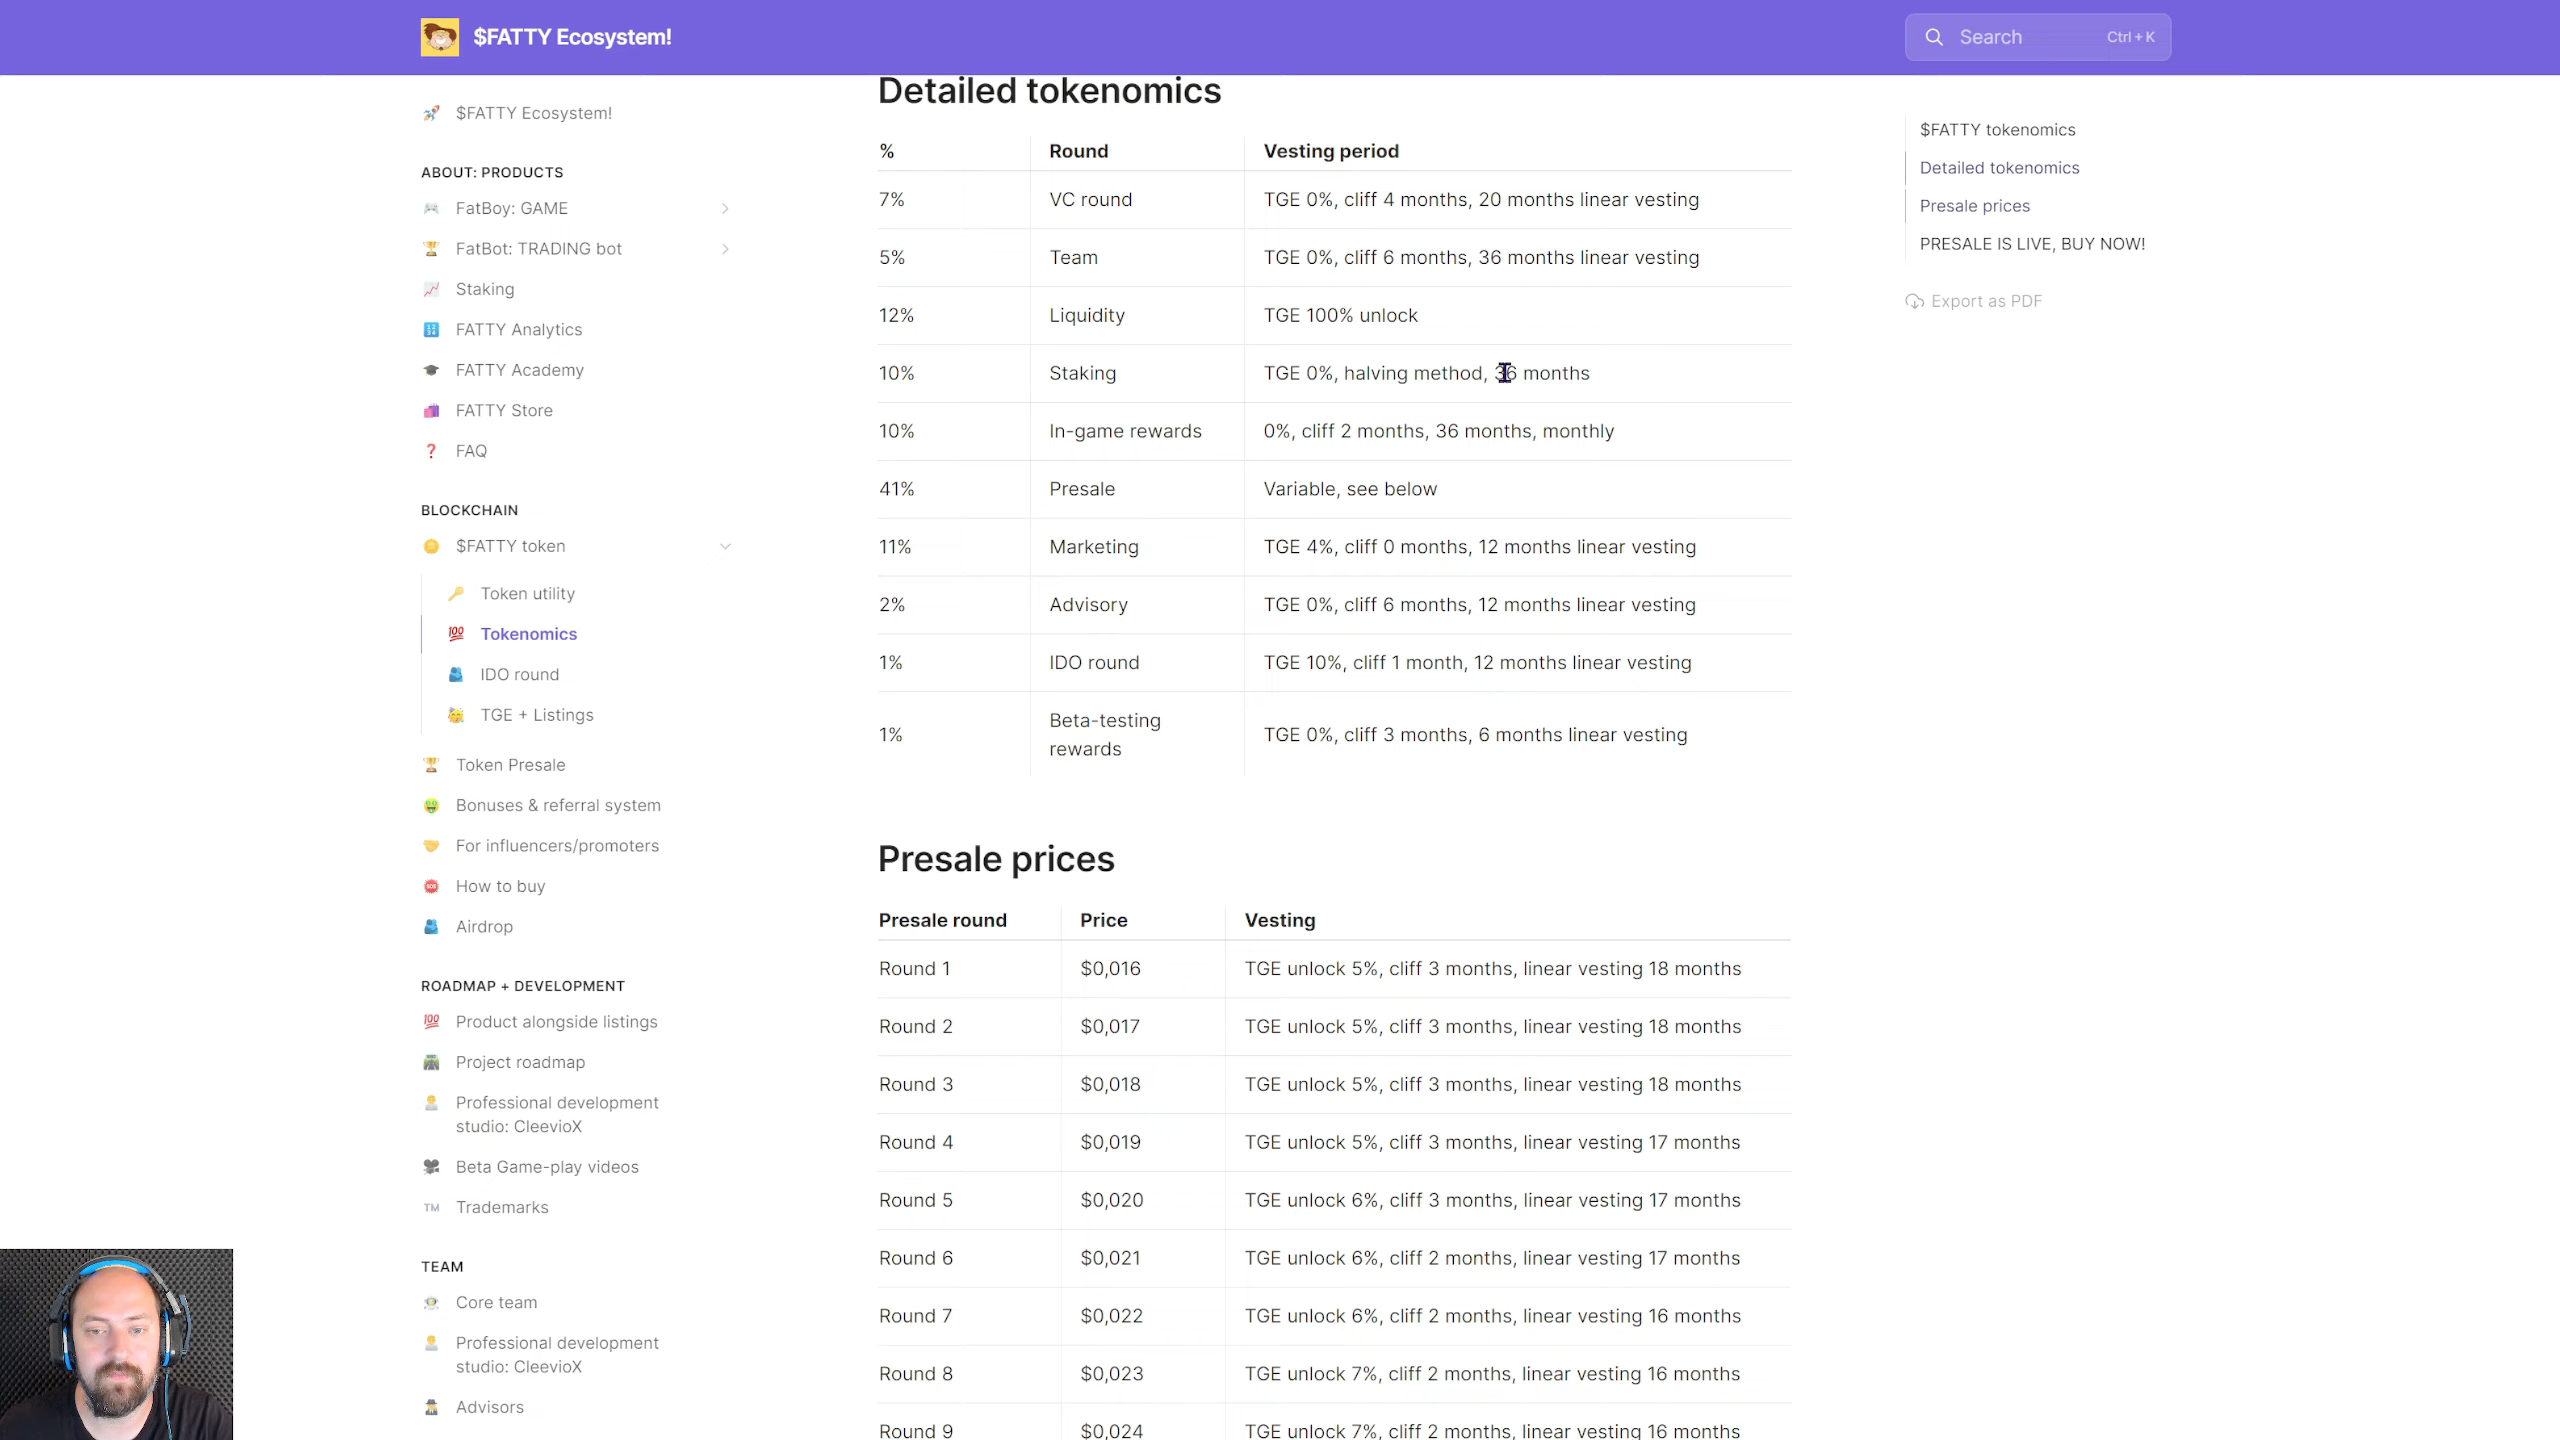 $FATTY Ecosystem!
Search
Ctrl + K
$FATTY Ecosystem!
ABOUT: PRODUCTS
FatBoy: GAME
FatBot: TRADING bot
Staking
FATTY Analytics
FATTY Academy
FATTY Store
FAQ
BLOCKCHAIN
$FATTY token
Token utility
Tokenomics
IDO round
TGE + Listings
Token Presale
Bonuses & referral system
For influencers/promoters
How to buy
Airdrop
ROADMAP + DEVELOPMENT
Product alongside listings
Project roadmap
Professional development
studio: CleevioX
Beta Game-play videos
TM Trademarks
TEAM
Core team
Professional development
studio: CleevioX
Advisors
Detailed tokenomics
% Round Vesting period
7% VC round TGE 0%, cliff 4 months, 20 months linear vesting
5% Team TGE 0%, cliff 6 months, 36 months linear vesting
12% Liquidity TGE 100% unlock
10% Staking TGE 0%, halving method, 36 months
10% In-game rewards 0%, cliff 2 months, 36 months, monthly
41% Presale Variable, see below
11% Marketing TGE 4%, cliff 0 months, 12 months linear vesting
2% Advisory TGE 0%, cliff 6 months, 12 months linear vesting
1% IDO round TGE 10%, cliff 1 month, 12 months linear vesting
1% Beta-testing rewards TGE 0%, cliff 3 months, 6 months linear vesting
Presale prices
Presale round Price Vesting
Round 1 $0,016 TGE unlock 5%, cliff 3 months, linear vesting 18 months
Round 2 $0,017 TGE unlock 5%, cliff 3 months, linear vesting 18 months
Round 3 $0,018 TGE unlock 5%, cliff 3 months, linear vesting 18 months
Round 4 $0,019 TGE unlock 5%, cliff 3 months, linear vesting 17 months
Round 5 $0,020 TGE unlock 6%, cliff 3 months, linear vesting 17 months
Round 6 $0,021 TGE unlock 6%, cliff 2 months, linear vesting 17 months
Round 7 $0,022 TGE unlock 6%, cliff 2 months, linear vesting 16 months
Round 8 $0,023 TGE unlock 7%, cliff 2 months, linear vesting 16 months
Round 9 $0,024 TGE unlock 7%, cliff 2 months, linear vesting 16 months
$FATTY tokenomics
Detailed tokenomics
Presale prices
PRESALE IS LIVE, BUY NOW!
Export as PDF